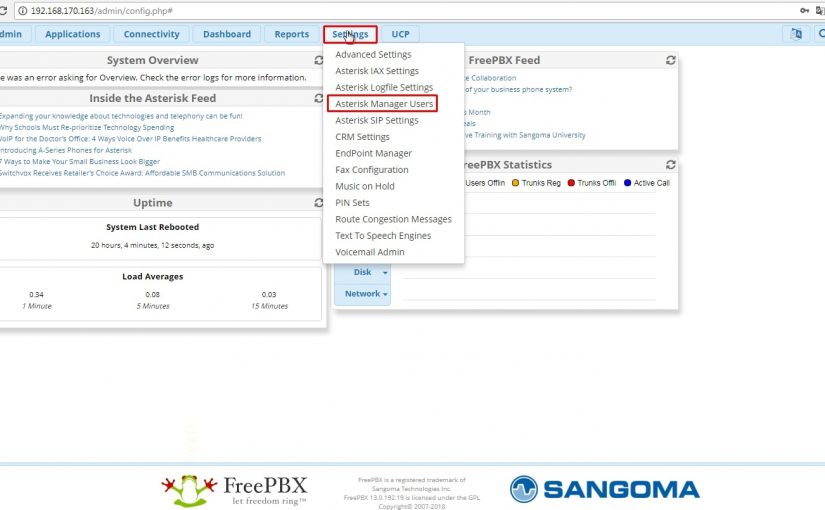 192.168.170.163/admin/config.php#
dmin
Applications
Connectivity
Dashboard
Reports
Settings
UCP
System Overview
e was an error asking for Overview. Check the error logs for more information.
Inside the Asterisk Feed
Expanding your knowledge about technologies and telephony can be fun!
Why Schools Must Re-prioritize Technology Spending
VoIP for the Doctor's Office: 4 Ways Voice Over IP Benefits Healthcare Providers
Introducing A-Series Phones for Asterisk
7 Ways to Make Your Small Business Look Bigger
Switchvox Receives Retailer's Choice Award: Affordable SMB Communications Solution
Uptime
System Last Rebooted
20 hours, 4 minutes, 12 seconds, ago
Load Averages
0.34 0.08 0.03
1 Minute 5 Minutes 15 Minutes
Advanced Settings
Asterisk IAX Settings
Asterisk Logfile Settings
Asterisk Manager Users
Asterisk SIP Settings
CRM Settings
EndPoint Manager
Fax Configuration
Music on Hold
PIN Sets
Route Congestion Messages
Text To Speech Engines
Voicemail Admin
FreePBX Feed
e Collaboration
of your business phone system?
s Month
eals
ve Training with Sangoma University
FreePBX Statistics
Users Offlin
Trunks Reg
Trunks Offli
Active Call
Disk
Network
FreePBX
let freedom ring™
FreePBX is a registered trademark of
Sangoma Technologies Inc.
FreePBX 13.0.192.19 is licensed under the GPL
Copyright© 2007-2018
SANGOMA